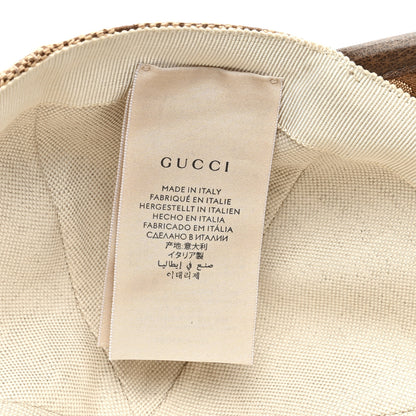 GUCCI
MADE IN ITALY
FABRIQUÉ EN ITALIE
HERGESTELLT IN ITALIEN
HECHO EN ITALIA
FABRICADO EM ITÁLIA
СДЕЛАНО В ИТАЛИИ
产地:意大利
イタリア製
صنع في إيطاليا
이태리제